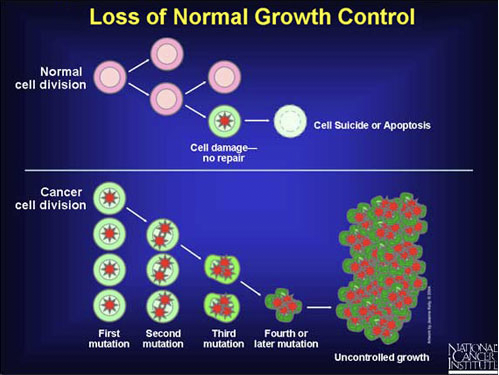 Loss of Normal Growth Control
Normal
cell division
Cell Suicide or Apoptosis
Cell damage—
no repair
Cancer
cell division
First
mutation
Second
mutation
Third
mutation
Fourth or
later mutation
Uncontrolled growth
NATIONAL
CANCER
INSTITUTE